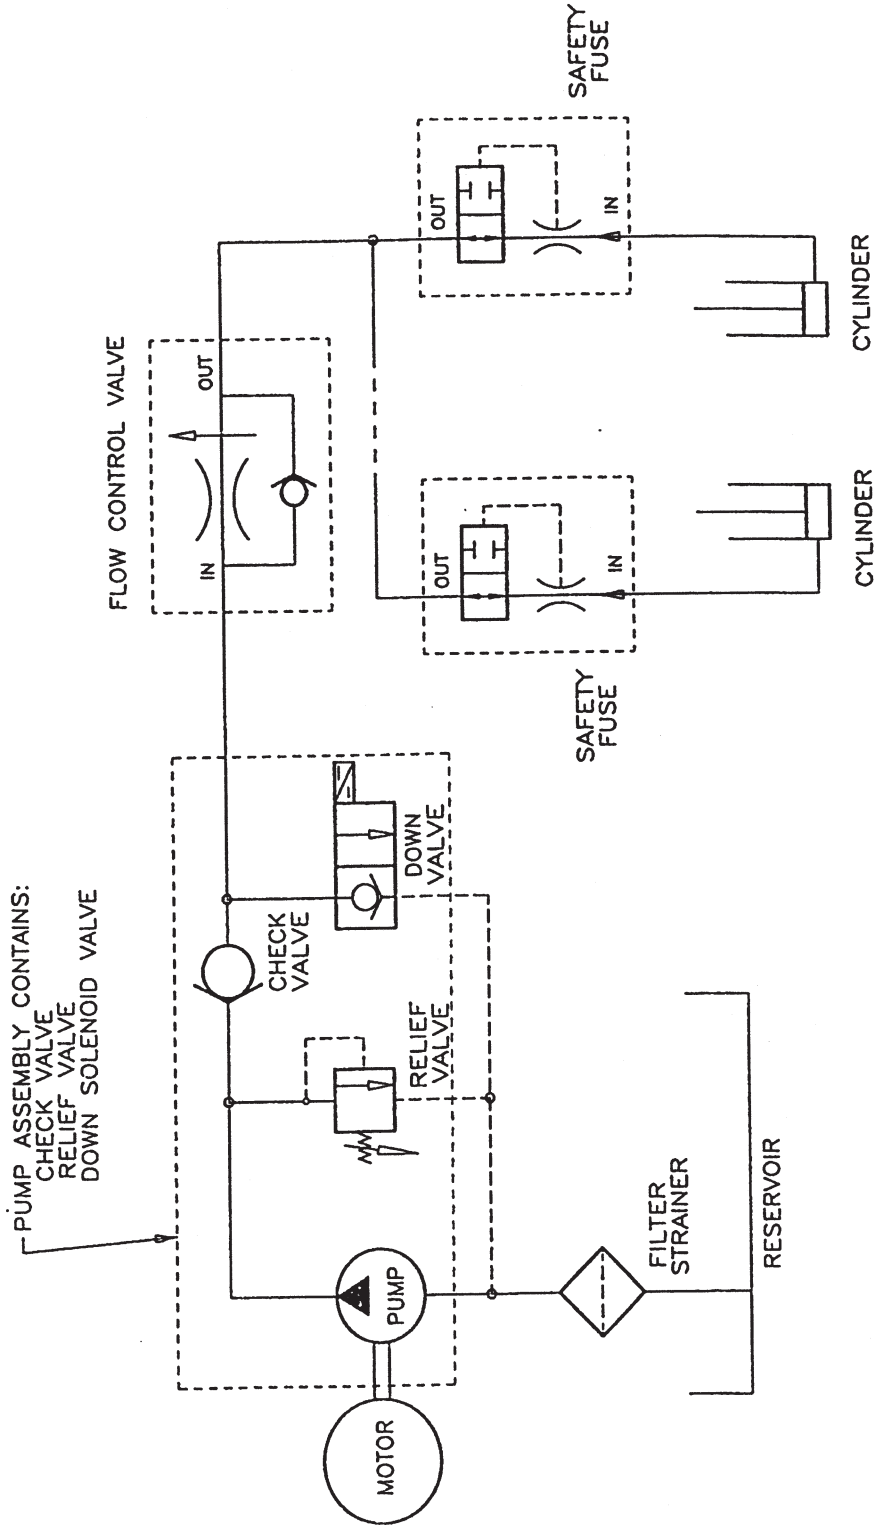 PUMP ASSEMBLY CONTAINS:
CHECK VALVE
RELIEF VALVE
DOWN SOLENOID VALVE
FLOW CONTROL VALVE
IN
OUT
MOTOR
PUMP
RELIEF
VALVE
CHECK
VALVE
DOWN
VALVE
FILTER
STRAINER
RESERVOIR
SAFETY
FUSE
OUT
IN
CYLINDER
SAFETY
FUSE
OUT
IN
CYLINDER